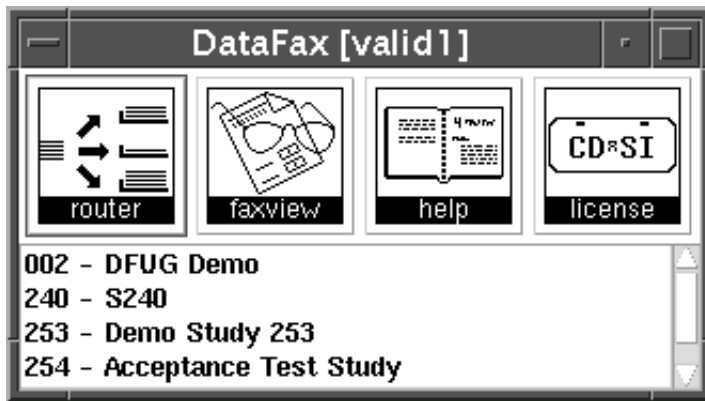 DataFax [valid1]
router faxview help CD*SI license
002 - DFUG Demo
240 - S240
253 - Demo Study 253
254 - Acceptance Test Study